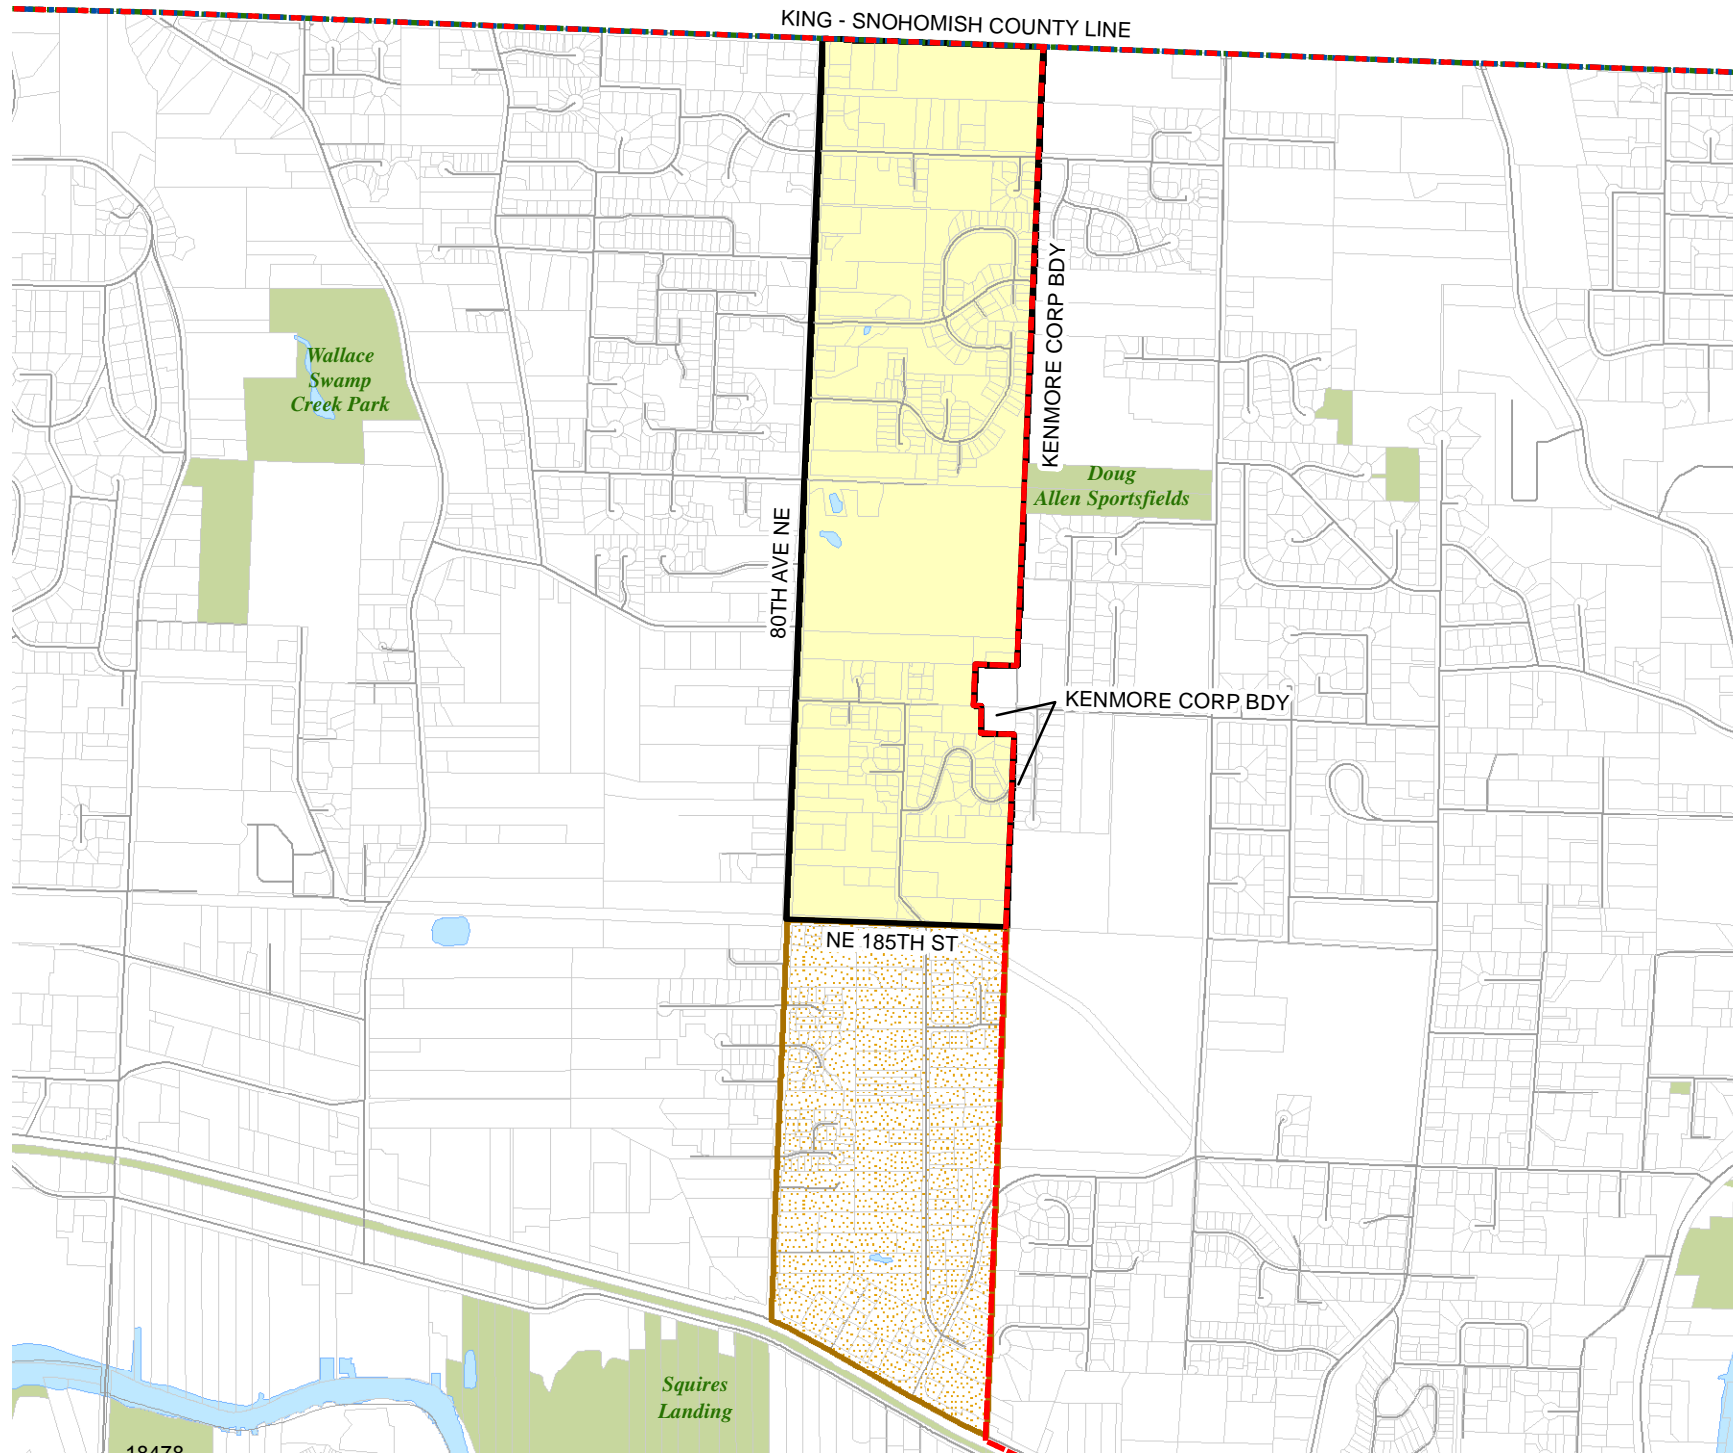 KING - SNOHOMISH COUNTY LINE
KENMORE CORP BDY
Wallace
Swamp
Creek Park
Doug
Allen Sportsfields
80TH AVE NE
KENMORE CORP BDY
NE 185TH ST
Squires
Landing
18478